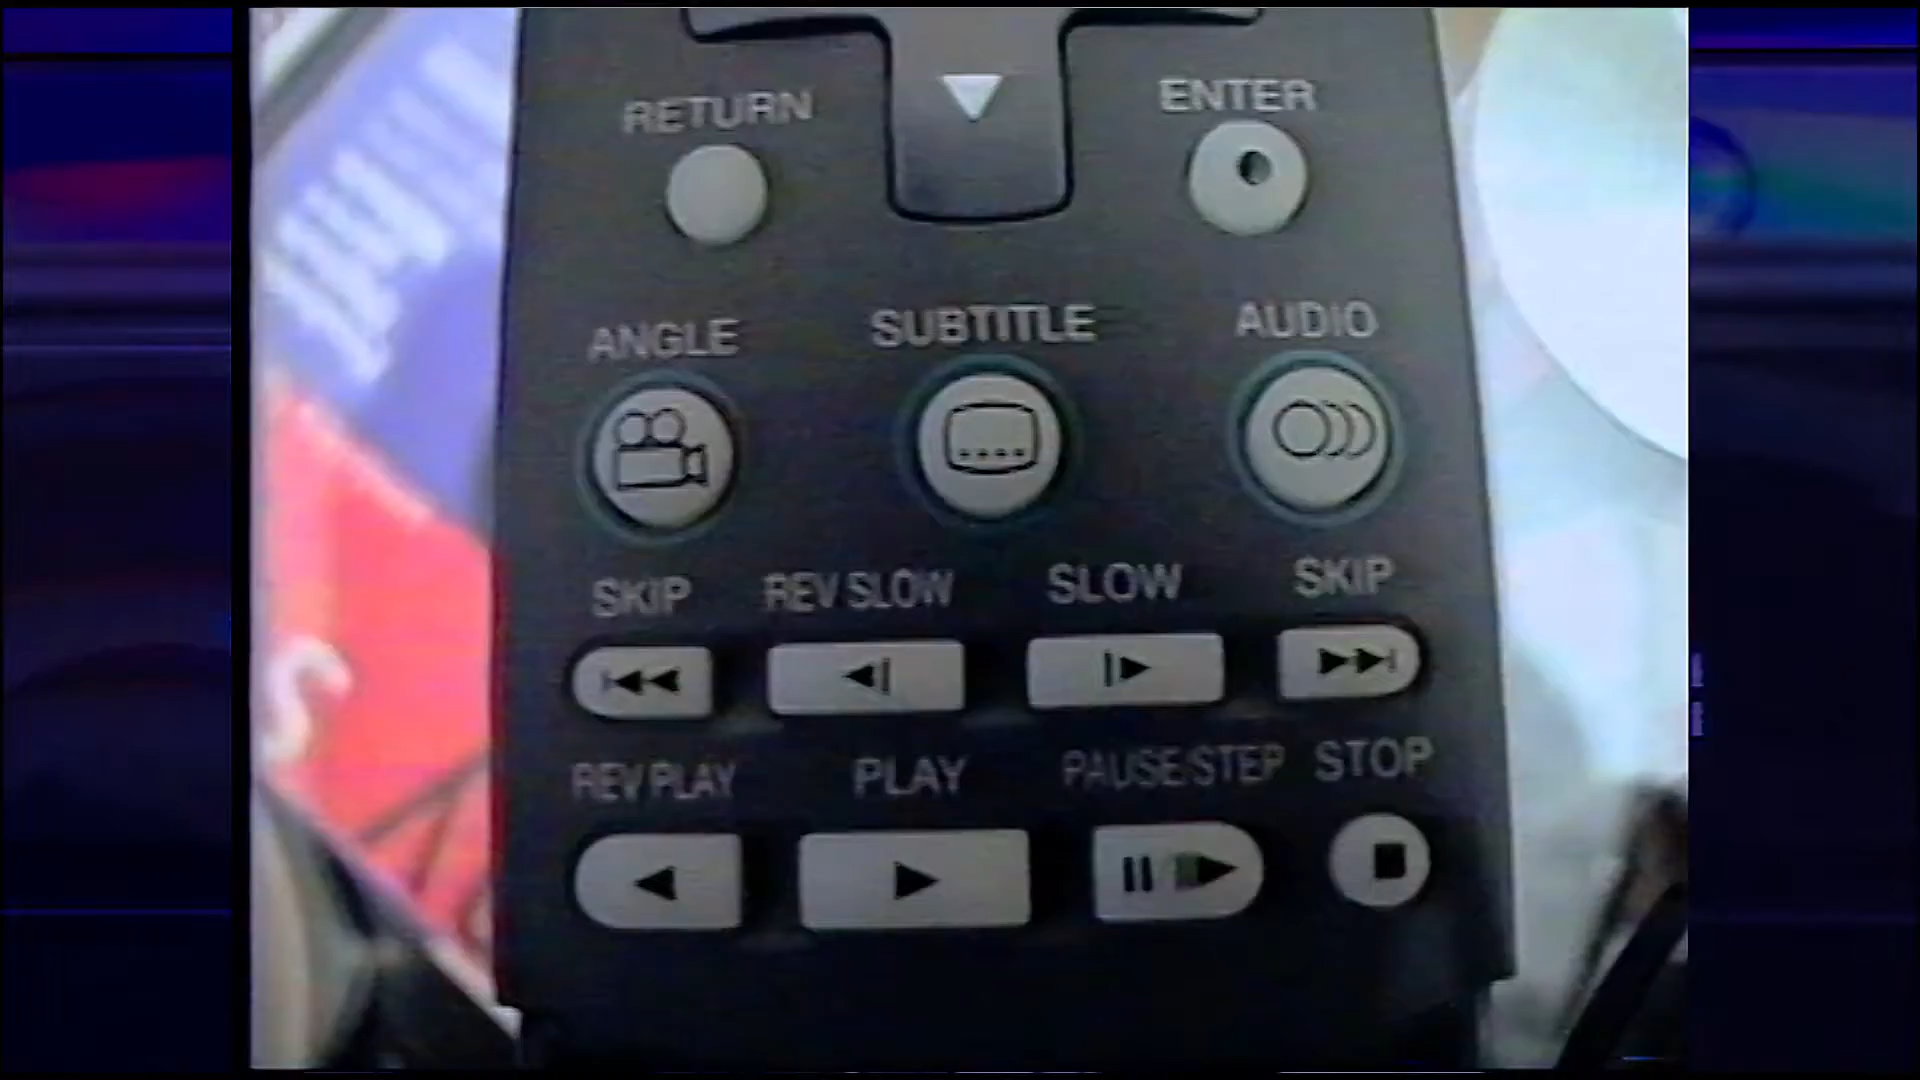 RETURN
ENTER
ANGLE
SUBTITLE
AUDIO
SKIP
REV SLOW
SLOW
SKIP
REV PLAY
PLAY
PAUSE/STEP
STOP